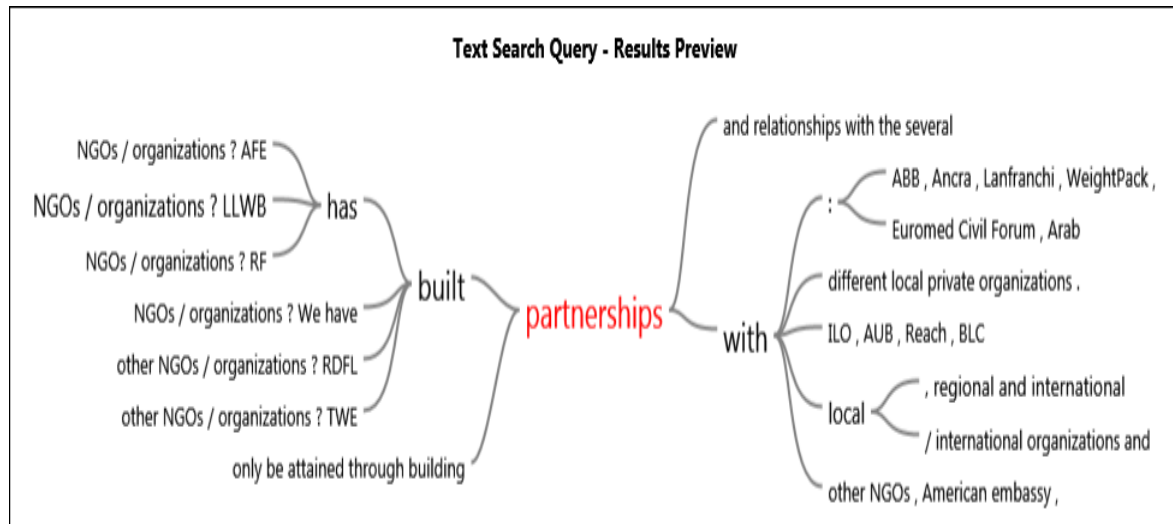 Text Search Query - Results Preview
and relationships with the several
NGOs / organizations ? AFE
ABB , Ancra , Lanfranchi , WeightPack ,
NGOs / organizations ? LLWB
has
:
Euromed Civil Forum , Arab
NGOs / organizations ? RF
built
different local private organizations .
NGOs / organizations ? We have
partnerships
with
ILO , AUB , Reach , BLC
other NGOs / organizations ? RDFL
, regional and international
other NGOs / organizations ? TWE
local
/ international organizations and
only be attained through building
other NGOs , American embassy ,